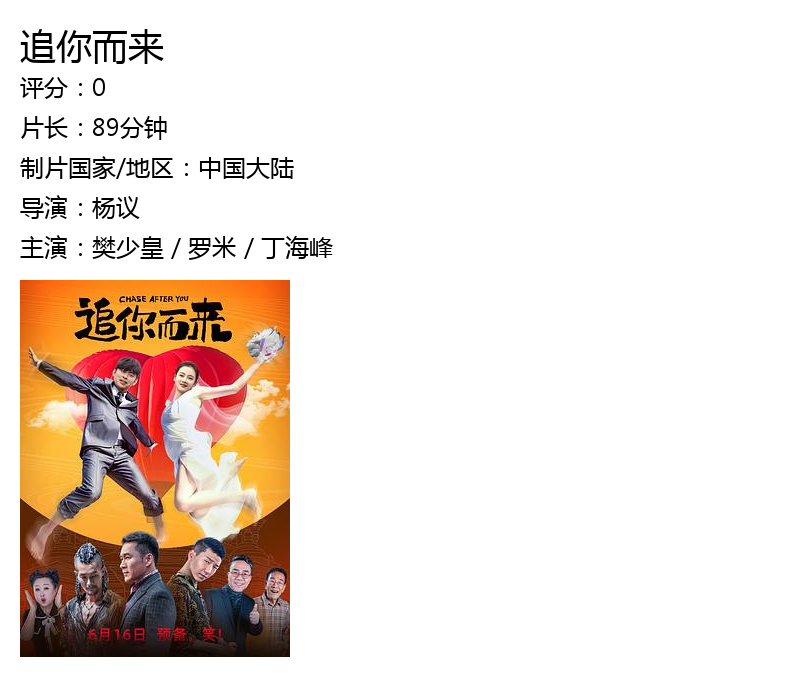 追你而来
评分：0
片长：89分钟
制片国家/地区：中国大陆
导演：杨议
主演：樊少皇 / 罗米 / 丁海峰
CHASE AFTER YOU
追你而来
6月16日 预备，笑！